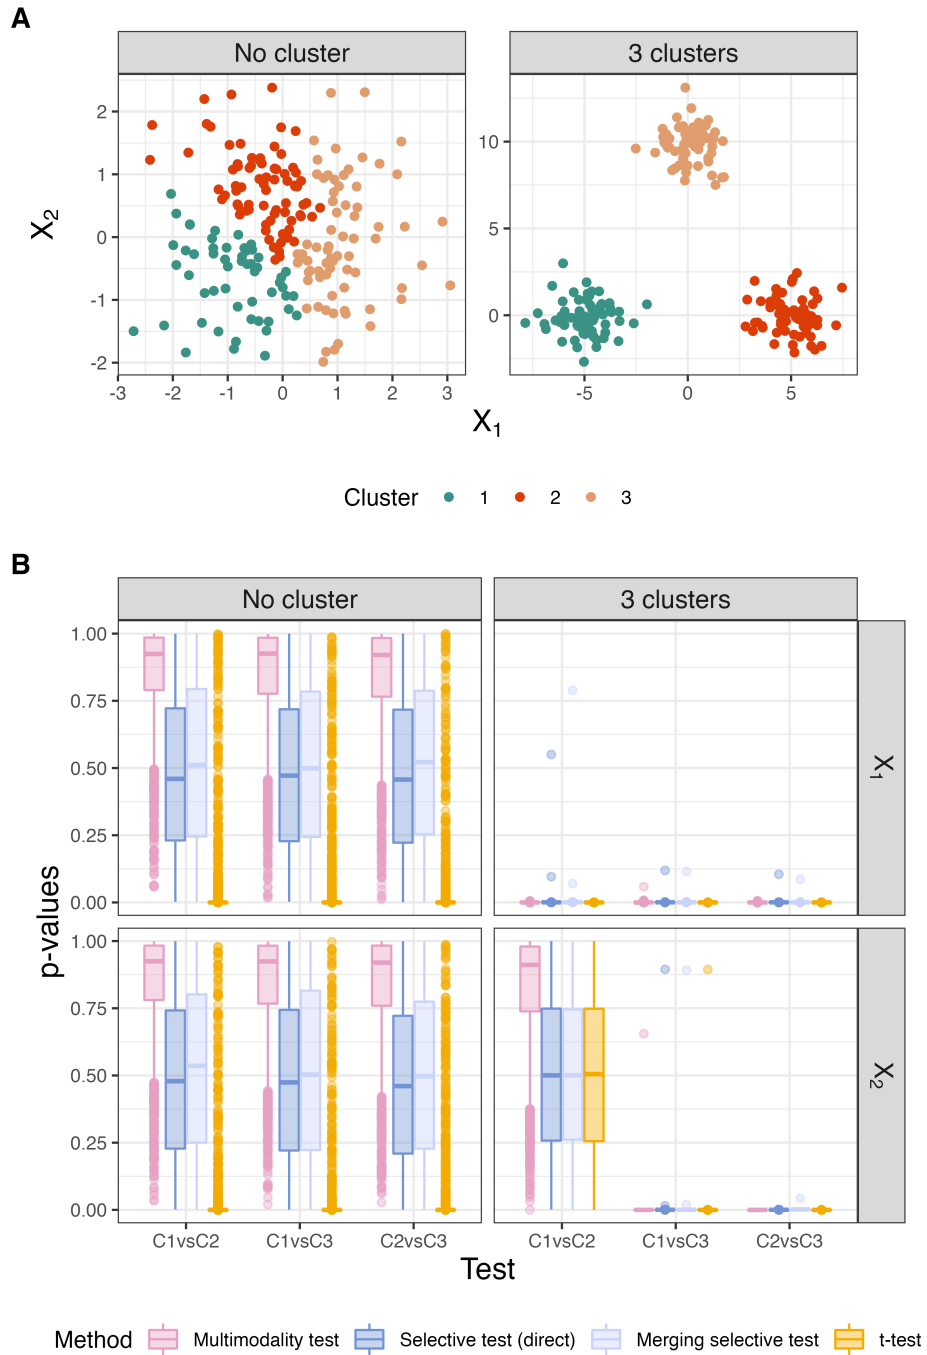 A
No cluster
3 clusters
X2
2
1
0
-1
-2
10
5
0
-3 -2 -1 0 1 2 3
-5 0 5
X1
Cluster 1 2 3
B
No cluster
3 clusters
p-values
1.00
0.75
0.50
0.25
0.00
X1
1.00
0.75
0.50
0.25
0.00
X2
C1vsC2 C1vsC3 C2vsC3
C1vsC2 C1vsC3 C2vsC3
Test
Method Multimodality test Selective test (direct) Merging selective test t-test